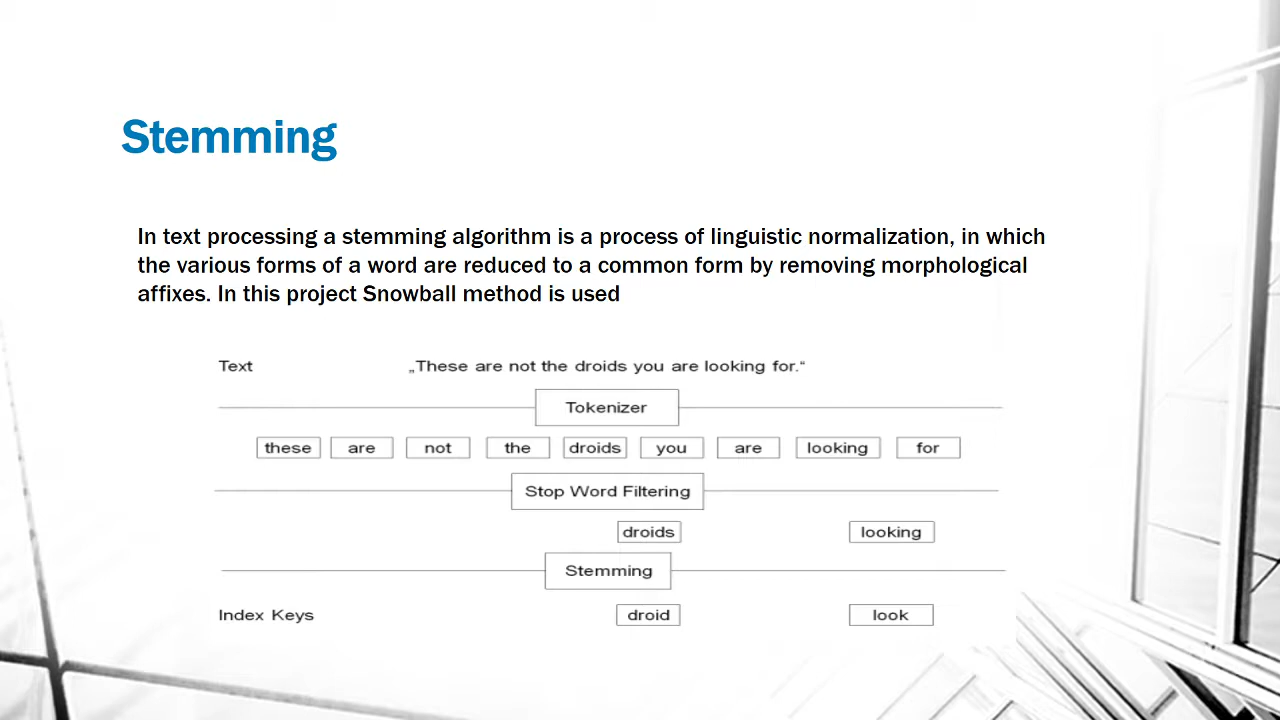 Stemming
In text processing a stemming algorithm is a process of linguistic normalization, in which
the various forms of a word are reduced to a common form by removing morphological
affixes. In this project Snowball method is used
Text „These are not the droids you are looking for.“
Tokenizer
these are not the droids you are looking for
Stop Word Filtering
droids looking
Stemming
Index Keys droid look